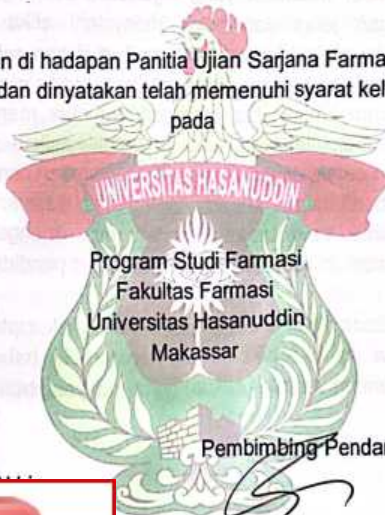 n di hadapan Panitia Ujian Sarjana Farma
dan dinyatakan telah memenuhi syarat kel
pada
UNIVERSITAS HASANUDDIN
Program Studi Farmasi
Fakultas Farmasi
Universitas Hasanuddin
Makassar
Pembimbing Pendar